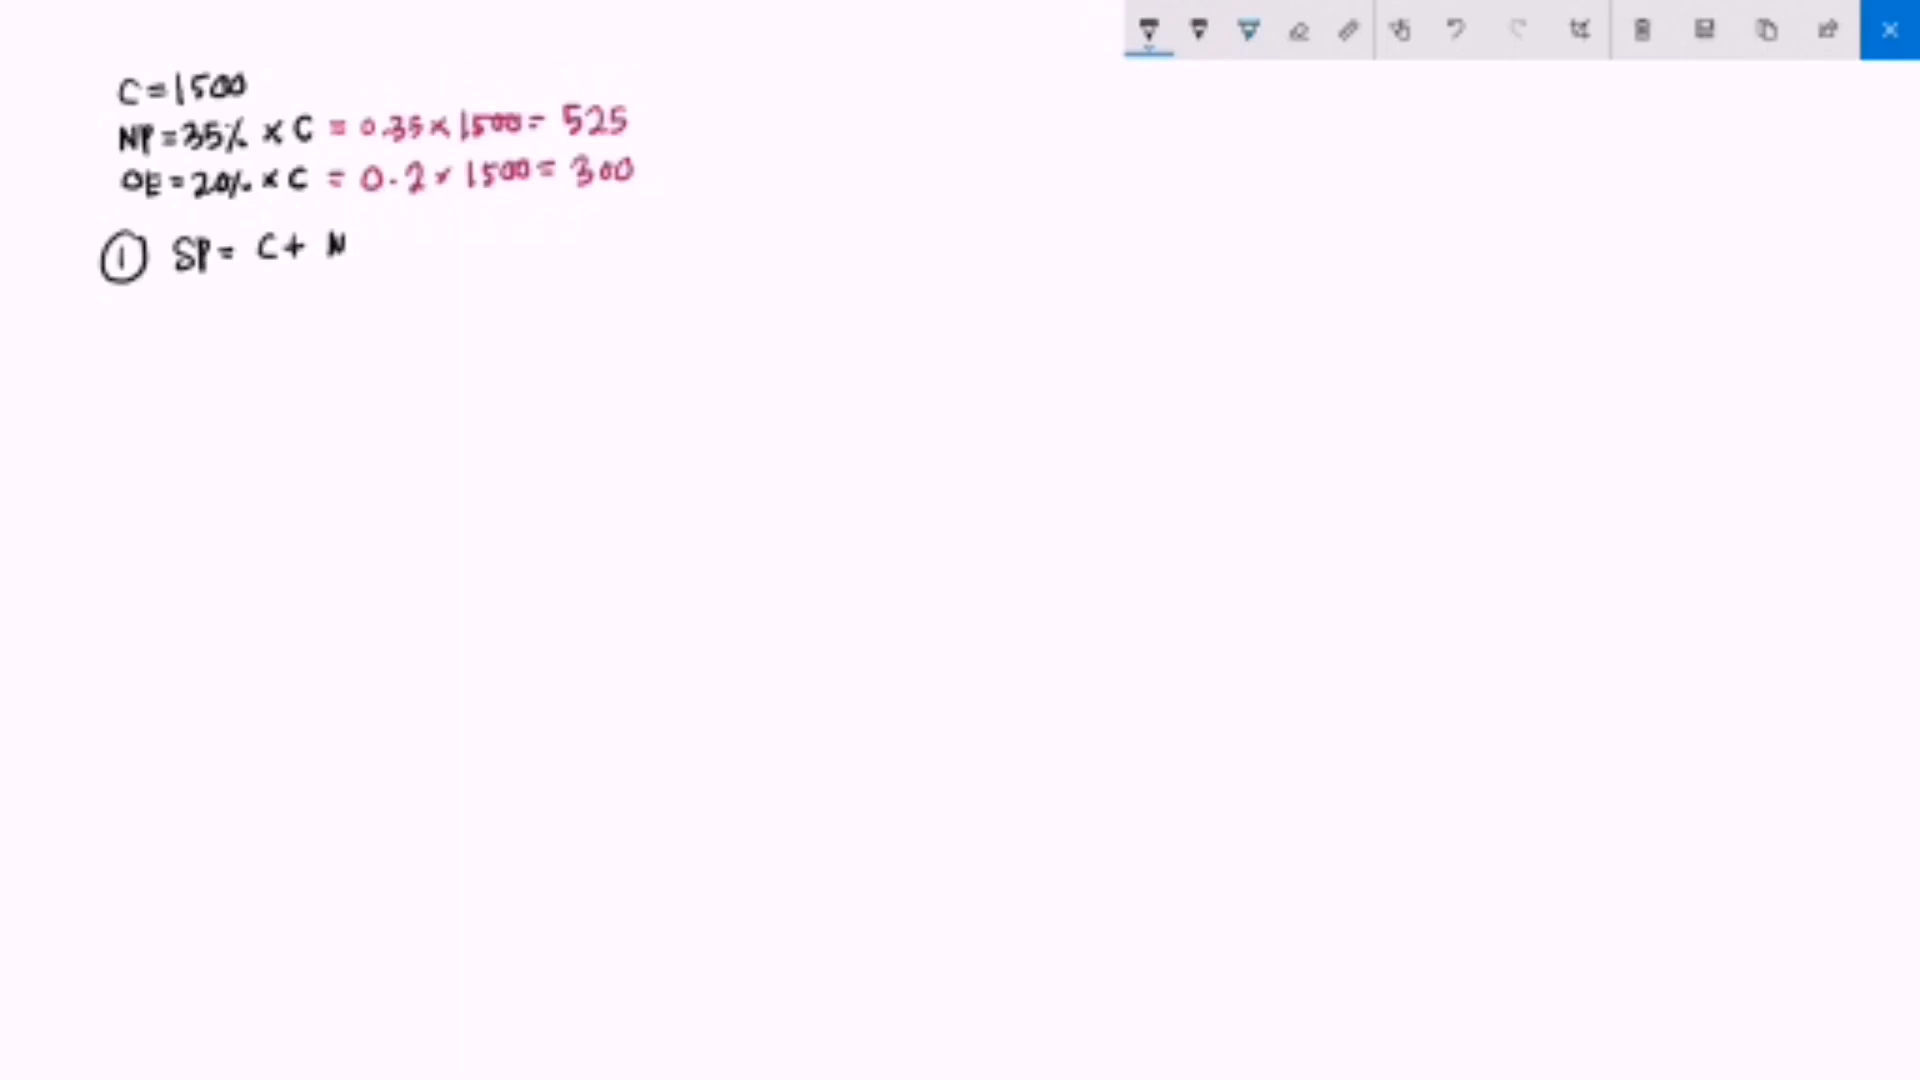 C = 1500
NP = 35% × C = 0.35 × 1500 = 525
OE = 20% × C = 0.2 × 1500 = 300
① SP = C + N